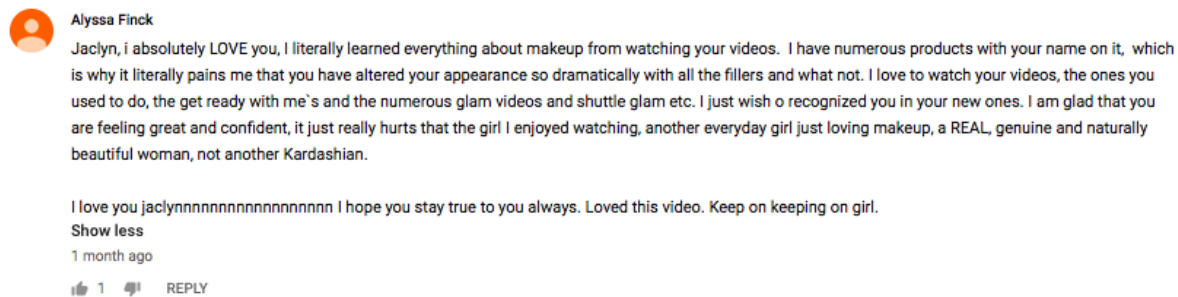 Alyssa Finck
Jaclyn, i absolutely LOVE you, I literally learned everything about makeup from watching your videos.  I have numerous products with your name on it,  which
is why it literally pains me that you have altered your appearance so dramatically with all the fillers and what not. I love to watch your videos, the ones you
used to do, the get ready with me`s and the numerous glam videos and shuttle glam etc. I just wish o recognized you in your new ones. I am glad that you
are feeling great and confident, it just really hurts that the girl I enjoyed watching, another everyday girl just loving makeup, a REAL, genuine and naturally
beautiful woman, not another Kardashian.
I love you jaclynnnnnnnnnnnnnnnnnnn I hope you stay true to you always. Loved this video. Keep on keeping on girl.
Show less
1 month ago
1 REPLY